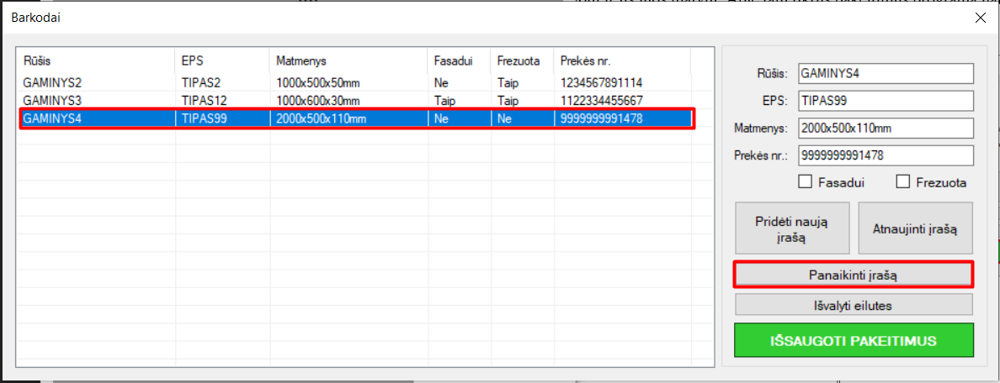 Barkodai
Rūšis EPS Matmenys Fasadui Frezuota Prekės nr.
GAMINYS2 TIPAS2 1000x500x50mm Ne Taip 1234567891114
GAMINYS3 TIPAS12 1000x600x30mm Taip Taip 1122334455667
GAMINYS4 TIPAS99 2000x500x110mm Ne Ne 9999999991478
Rūšis: GAMINYS4
EPS: TIPAS99
Matmenys: 2000x500x110mm
Prekės nr.: 9999999991478
Fasadui Frezuota
Pridėti naują
įrašą
Atnaujinti įrašą
Panaikinti įrašą
Išvalyti eilutes
IŠSAUGOTI PAKEITIMUS